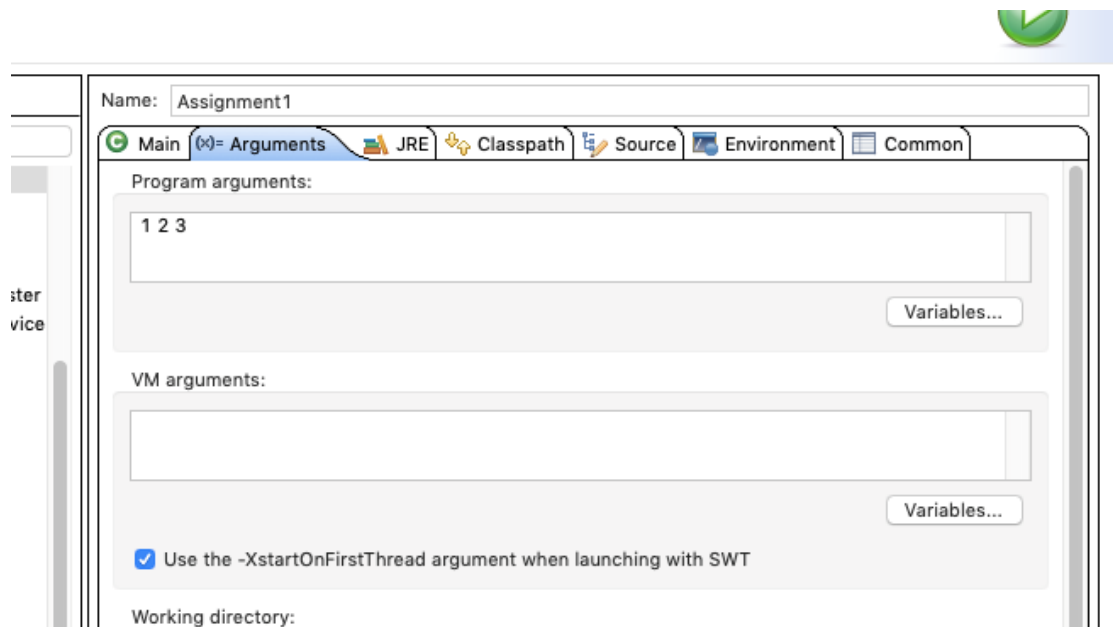 Name: Assignment1
Main (x)= Arguments JRE Classpath Source Environment Common
Program arguments:
1 2 3
ster
vice
Variables...
VM arguments:
Variables...
Use the -XstartOnFirstThread argument when launching with SWT
Working directory: